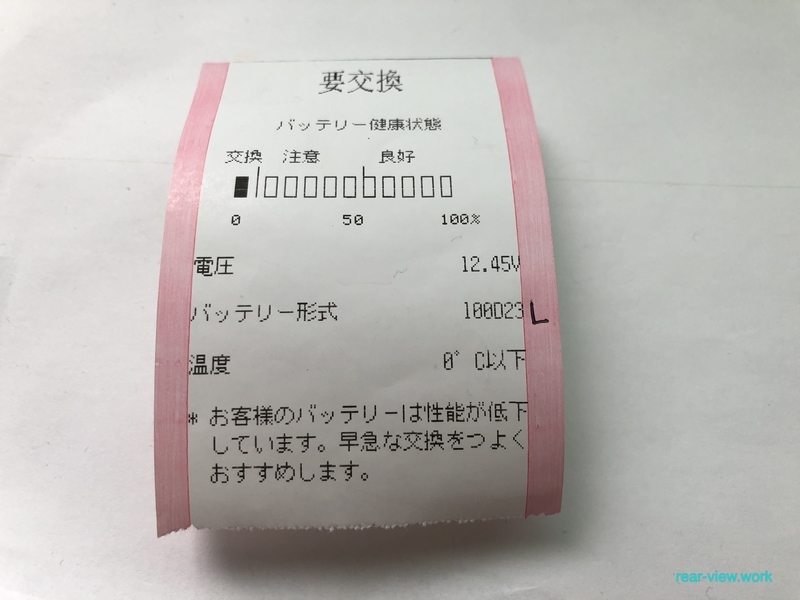 要交換
バッテリー健康状態
交換 注意 良好
0 50 100%
電圧 12.45V
バッテリー形式 100D23L
温度 0°C以下
* お客様のバッテリーは性能が低下
しています。早急な交換をつよく
おすすめします。
rear-view.work